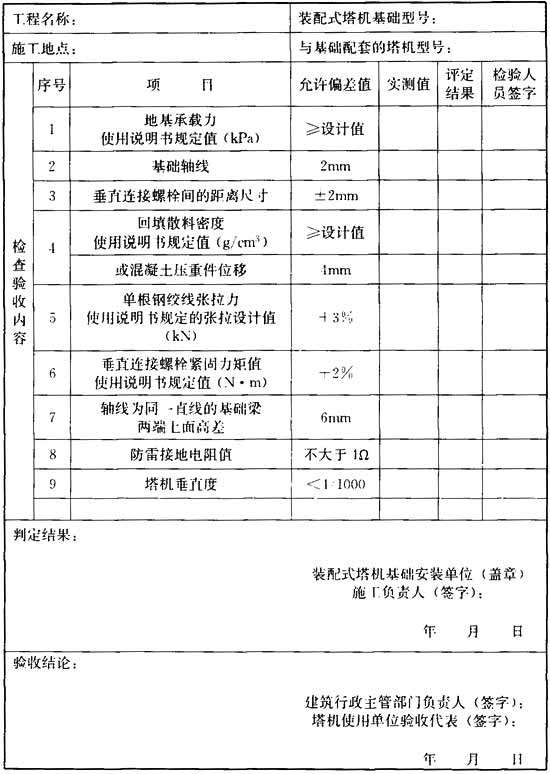 工程名称： 装配式塔机基础型号：
施工地点： 与基础配套的塔机型号：
检查验收内容
序号 项 目 允许偏差值 实测值 评定结果 检验人员签字
1 地基承载力 ≥设计值
使用说明书规定值（kPa）
2 基础轴线 2mm
3 垂直连接螺栓间的距离尺寸 ±2mm
4 回填散料密度 ≥设计值
使用说明书规定值（g/cm³）
或混凝土压重件位移 4mm
5 单根钢绞线张拉力
使用说明书规定的张拉设计值 +3%
（kN）
6 垂直连接螺栓紧固力矩值
使用说明书规定值（N·m） +2%
7 轴线为同一直线的基础梁 6mm
两端上面高差
8 防雷接地电阻值 不大于4Ω
9 塔机垂直度 <1/1000
判定结果：
装配式塔机基础安装单位（盖章）
施工负责人（签字）：
年 月 日
验收结论：
建筑行政主管部门负责人（签字）：
塔机使用单位验收代表（签字）：
年 月 日